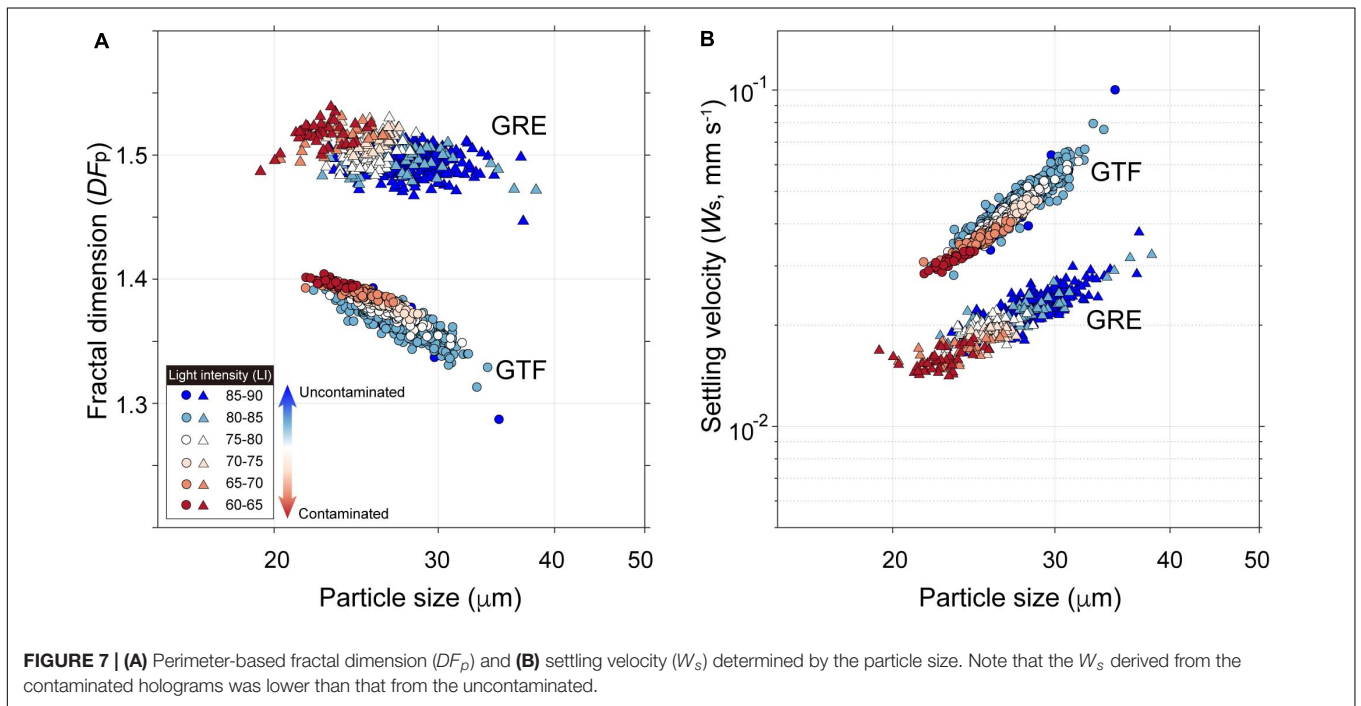 A
Fractal dimension (DFp)
1.5
1.4
1.3
GRE
GTF
Light intensity (LI)
85-90
80-85
75-80
70-75
65-70
60-65
Uncontaminated
Contaminated
20
30
40
50
Particle size (μm)
B
Settling velocity (Ws, mm s-1)
10-1
10-2
GTF
GRE
20
30
40
50
Particle size (μm)
FIGURE 7 | (A) Perimeter-based fractal dimension (DFp) and (B) settling velocity (Ws) determined by the particle size. Note that the Ws derived from the
contaminated holograms was lower than that from the uncontaminated.